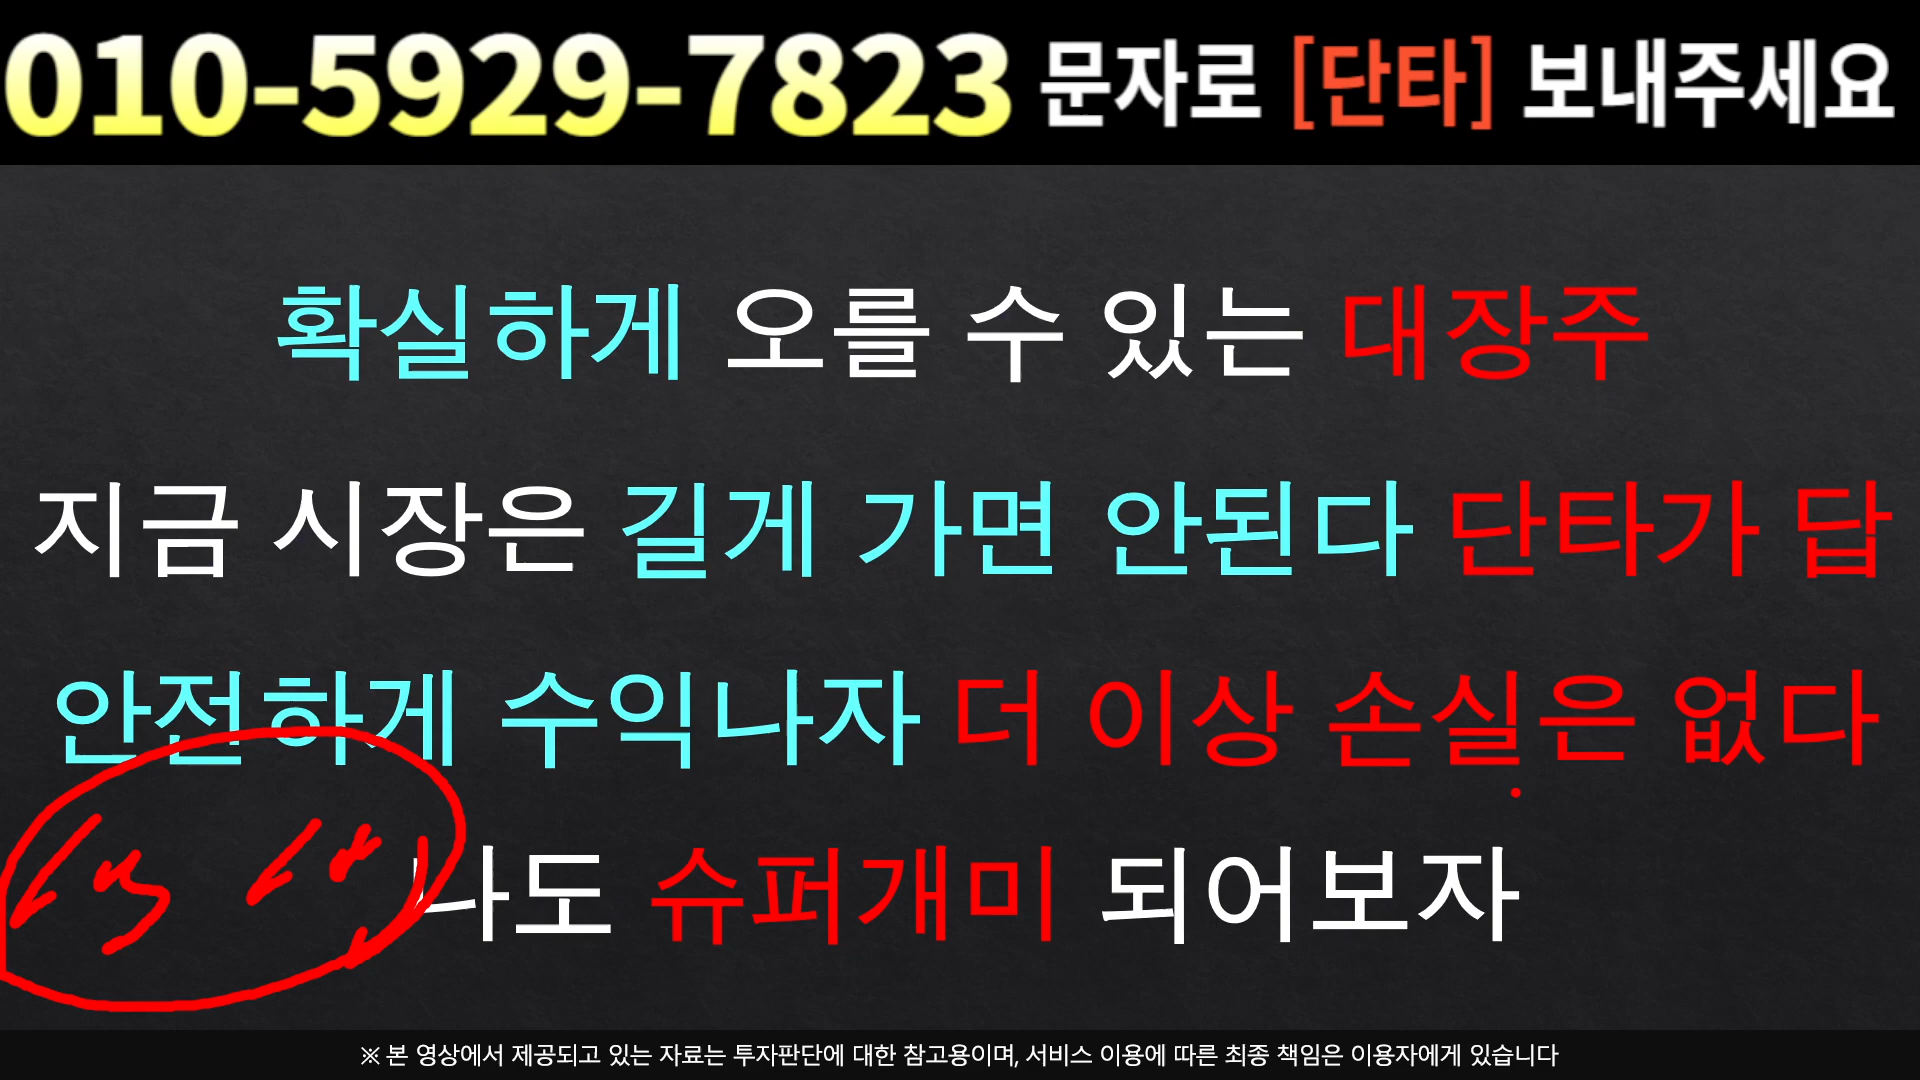 010-5929-7823 문자로 [단타] 보내주세요
확실하게 오를 수 있는 대장주
지금 시장은 길게 가면 안된다 단타가 답
안전하게 수익나자 더 이상 손실은 없다
나도 슈퍼개미 되어보자
※ 본 영상에서 제공되고 있는 자료는 투자판단에 대한 참고용이며, 서비스 이용에 따른 최종 책임은 이용자에게 있습니다